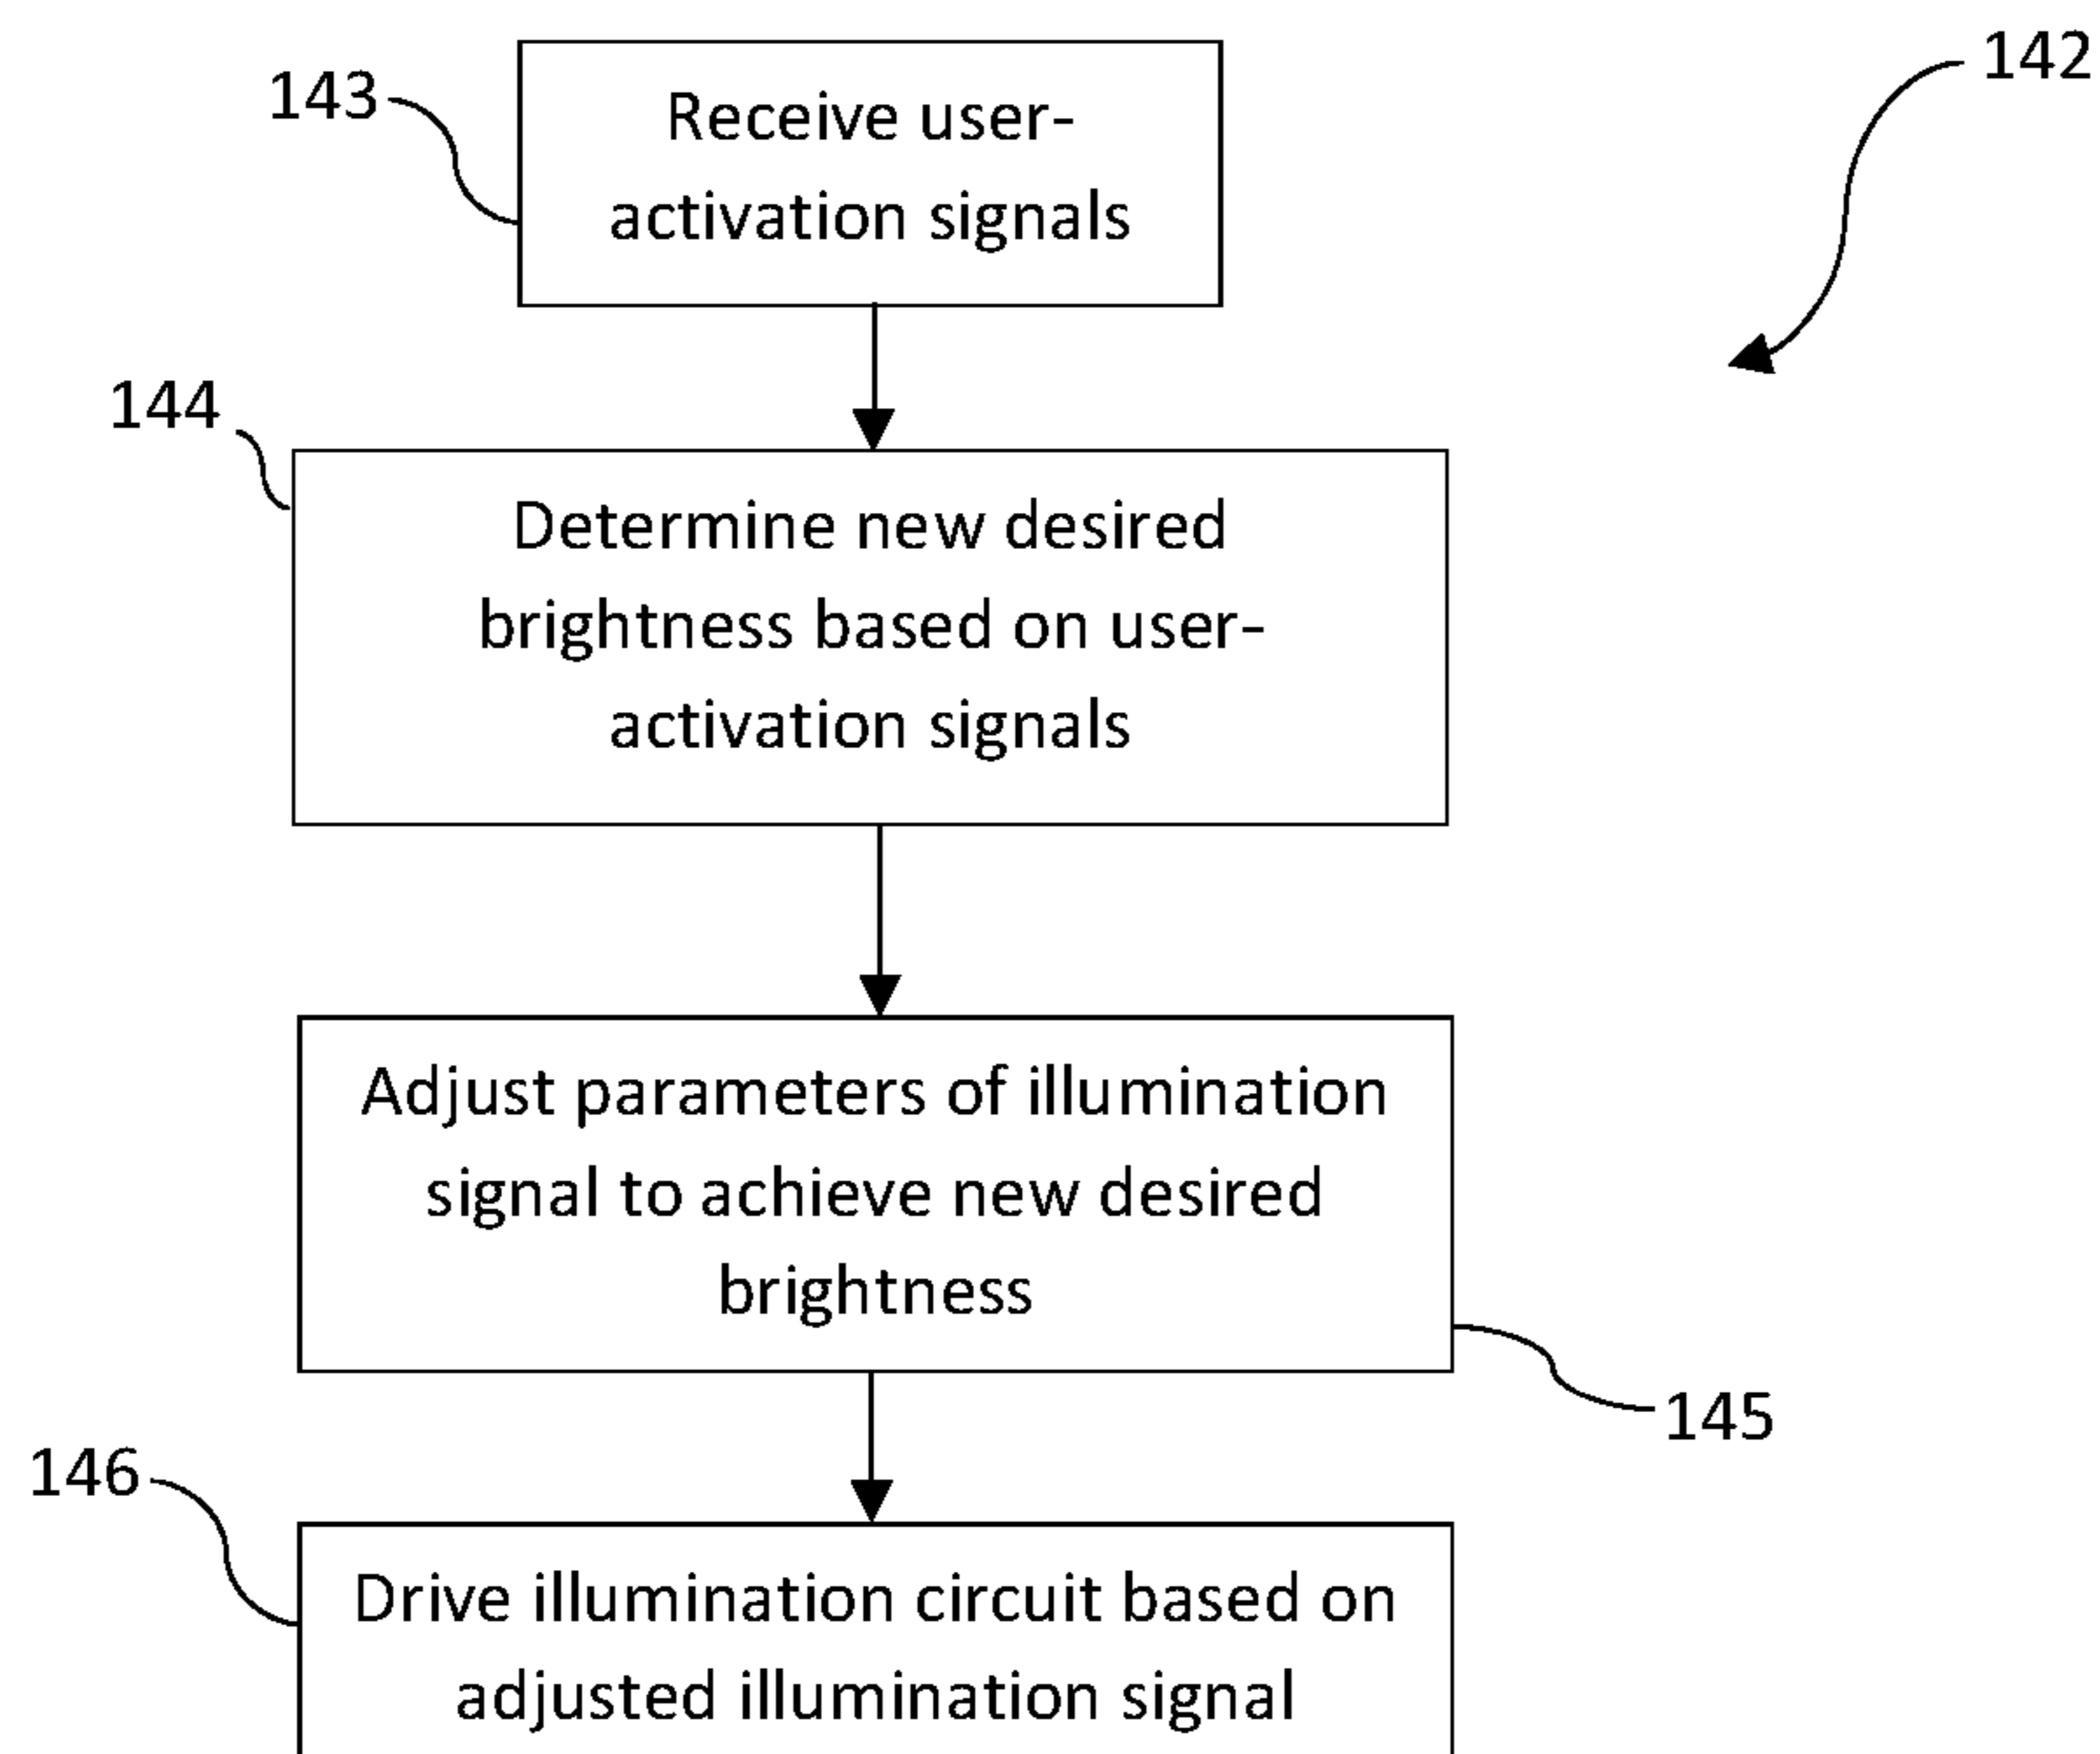 142
143
Receive user-
activation signals
144
Determine new desired
brightness based on user-
activation signals
Adjust parameters of illumination
signal to achieve new desired
brightness
145
146
Drive illumination circuit based on
adjusted illumination signal